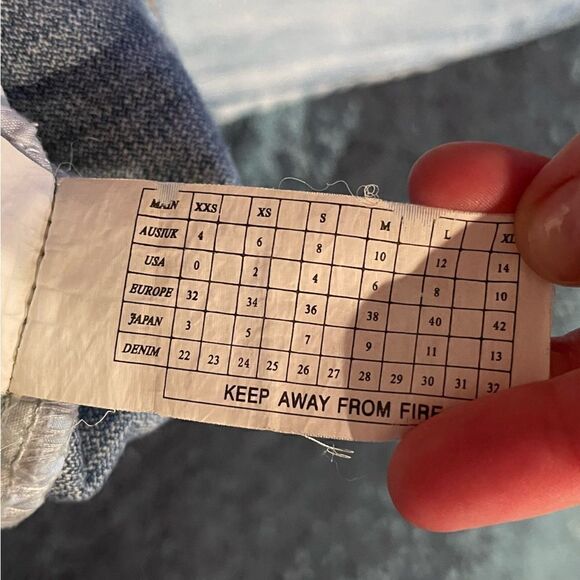 MAIN XXS XS S M L XL
AUS/UK 4 6 8 10 12 14
USA 0 2 4 6 8 10
EUROPE 32 34 36 38 40 42
JAPAN 3 5 7 9 11 13
DENIM 22 23 24 25 26 27 28 29 30 31 32
KEEP AWAY FROM FIRE